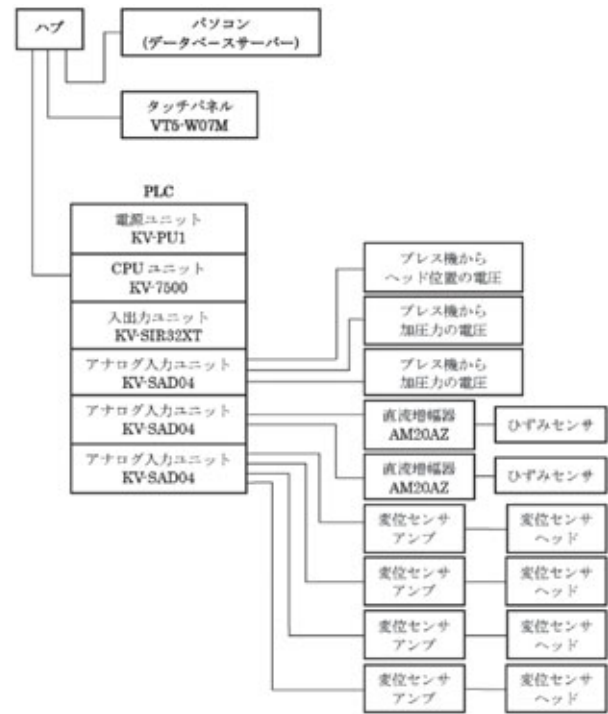 ハブ
パソコン
(データベースサーバー)
タッチパネル
VT5-W07M
PLC
電源ユニット
KV-PU1
CPU ユニット
KV-7500
入出力ユニット
KV-SIR32XT
アナログ入力ユニット
KV-SAD04
アナログ入力ユニット
KV-SAD04
アナログ入力ユニット
KV-SAD04
プレス機から
ヘッド位置の電圧
プレス機から
加圧力の電圧
プレス機から
加圧力の電圧
直流増幅器
AM20AZ
ひずみセンサ
直流増幅器
AM20AZ
ひずみセンサ
変位センサ
アンプ
変位センサ
ヘッド
変位センサ
アンプ
変位センサ
ヘッド
変位センサ
アンプ
変位センサ
ヘッド
変位センサ
アンプ
変位センサ
ヘッド